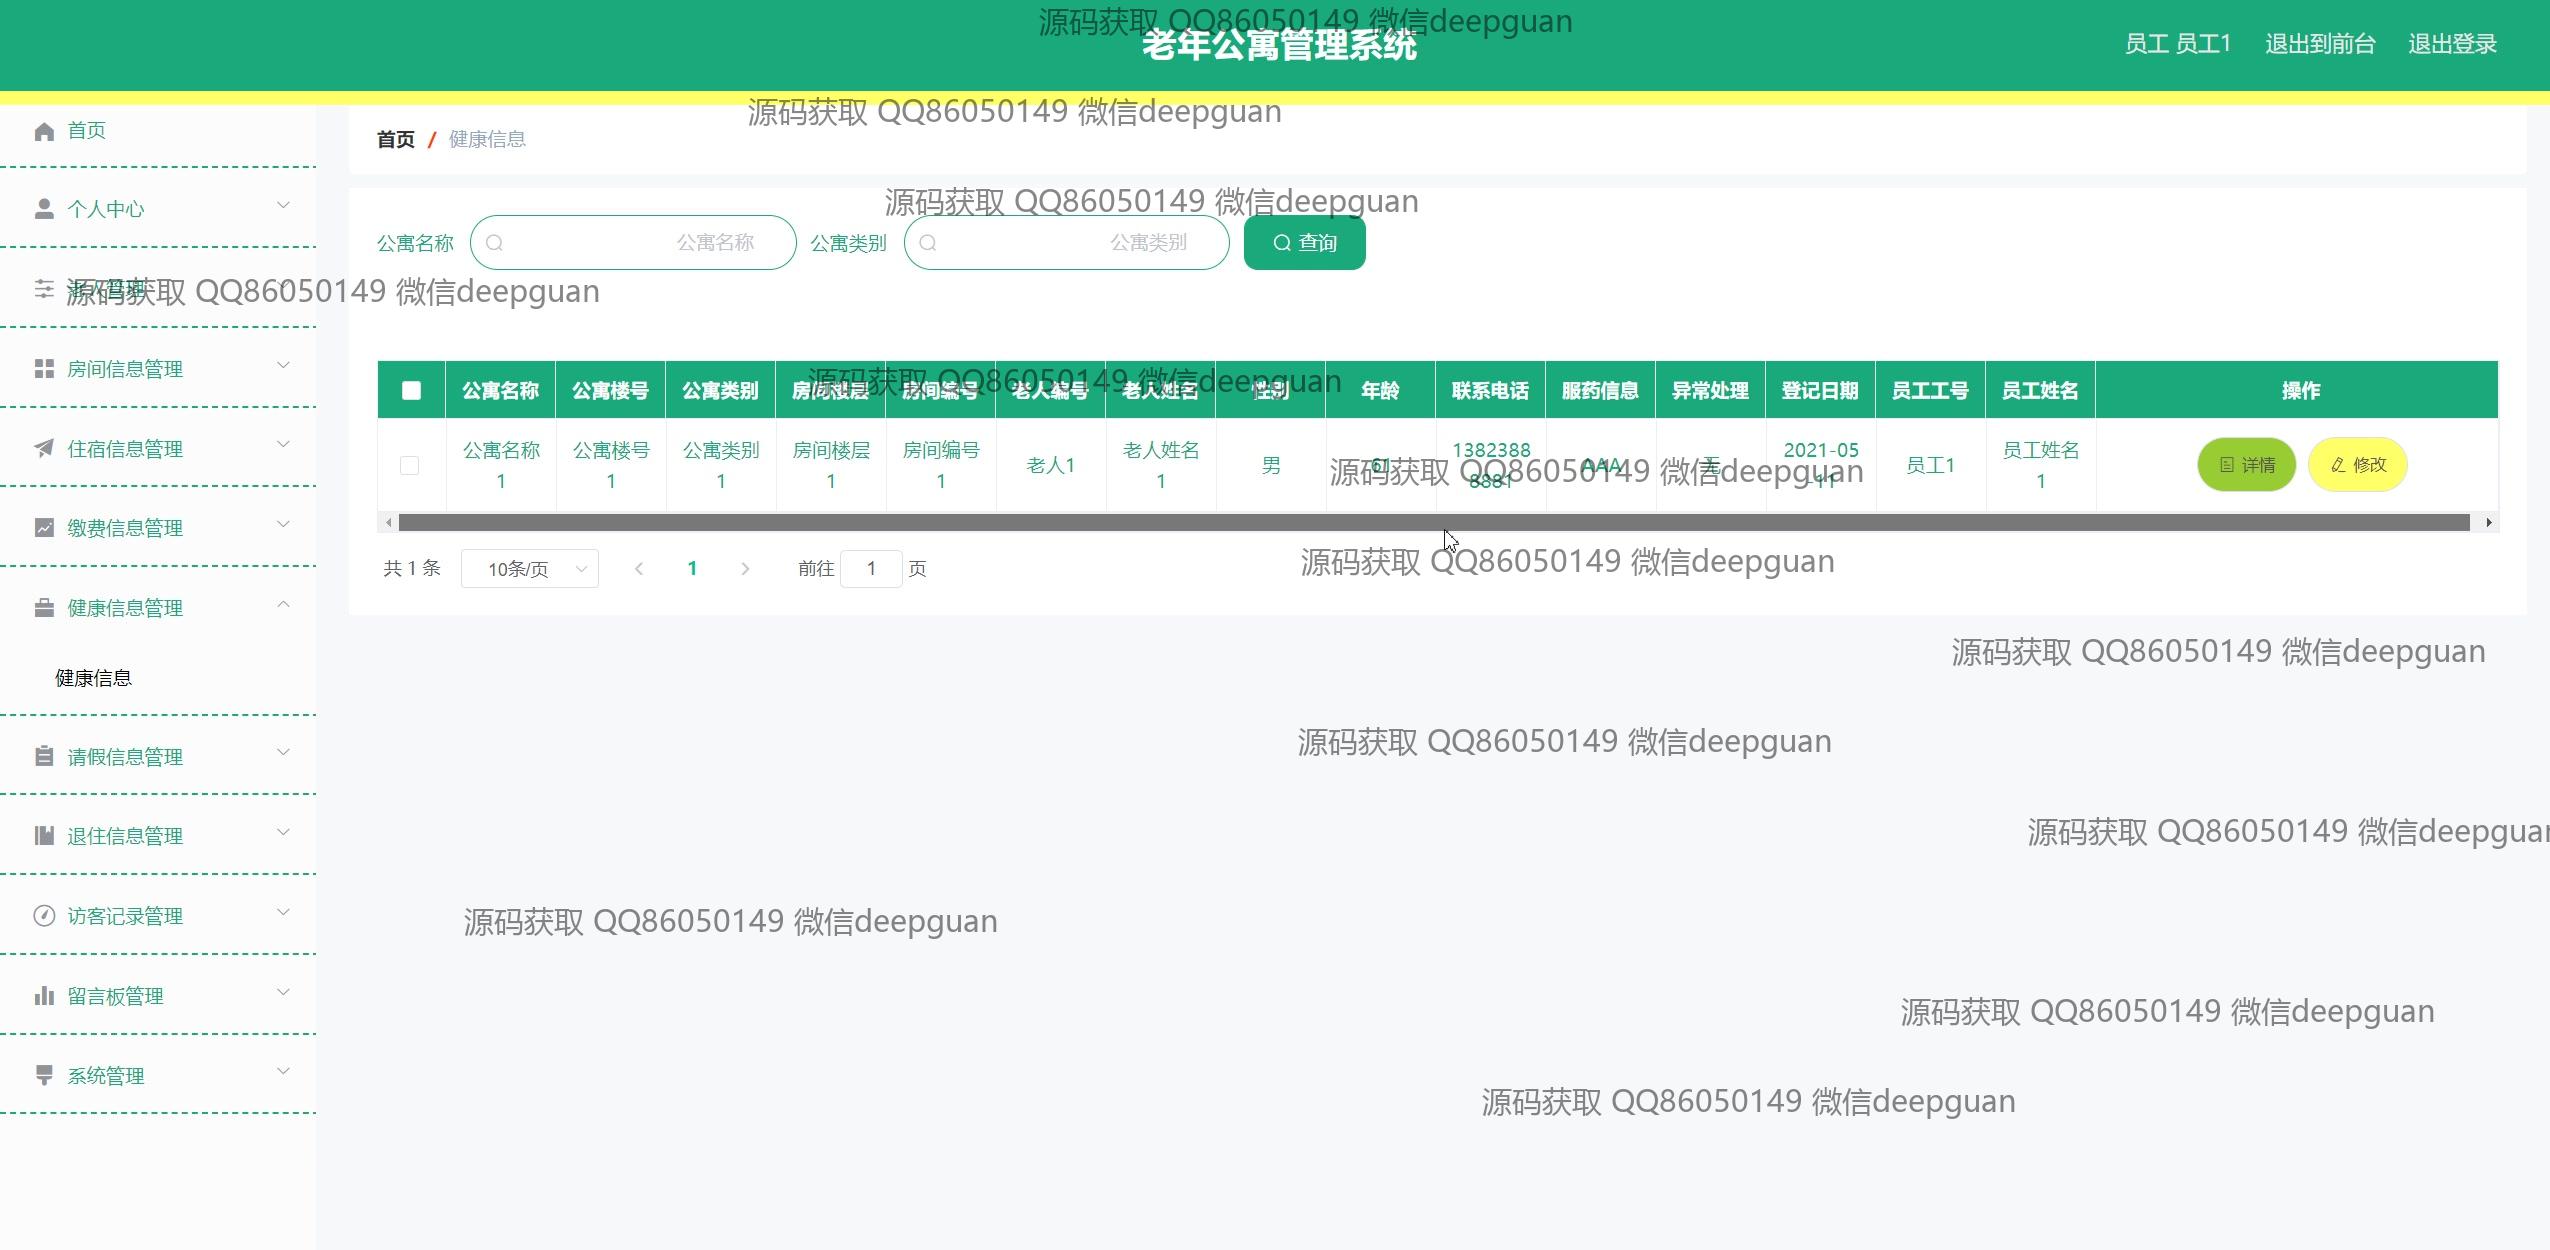 源码获取 QQ86050149 微信deepguan
老年公寓管理系统
员工 员工1 退出到前台 退出登录
源码获取 QQ86050149 微信deepguan
首页
首页 / 健康信息
源码获取 QQ86050149 微信deepguan
个人中心
公寓名称 公寓名称 公寓类别 公寓类别 查询
源码获取 QQ86050149 微信deepguan
房间信息管理
源码获取 QQ86050149 微信deepguan
公寓名称 公寓楼号 公寓类别 房间楼层 房间编号 老人编号 老人姓名 性别 年龄 联系电话 服药信息 异常处理 登记日期 员工工号 员工姓名 操作
住宿信息管理
公寓名称 公寓楼号 公寓类别 房间楼层 房间编号 老人1 老人姓名 男 61 1382388 AAA 无 2021-05 员工1 员工姓名 详情 修改
1 1 1 1 1 1 8881 -11 1
源码获取 QQ86050149 微信deepguan
缴费信息管理
共 1 条 10条/页 1 前往 1 页
源码获取 QQ86050149 微信deepguan
健康信息管理
源码获取 QQ86050149 微信deepguan
健康信息
源码获取 QQ86050149 微信deepguan
请假信息管理
源码获取 QQ86050149 微信deepguan
退住信息管理
源码获取 QQ86050149 微信deepguan
访客记录管理
留言板管理
源码获取 QQ86050149 微信deepguan
系统管理
源码获取 QQ86050149 微信deepguan